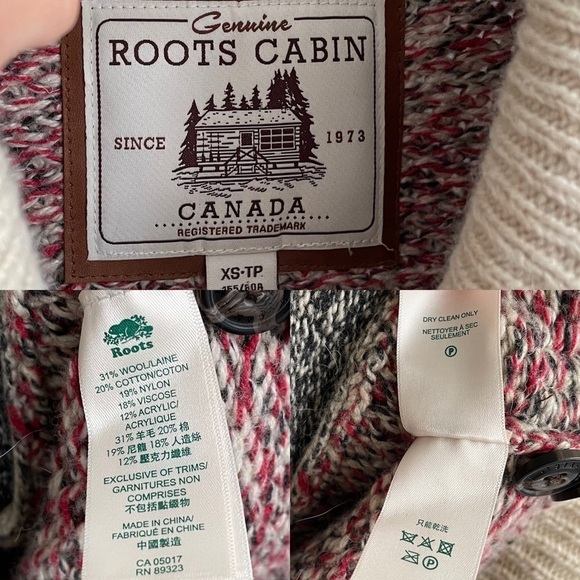 Genuine
ROOTS CABIN
SINCE 1973
CANADA
REGISTERED TRADEMARK
XS•TP
155/80A
Roots
31% WOOL/LAINE
20% COTTON/COTON
19% NYLON
18% VISCOSE
12% ACRYLIC/
ACRYLIQUE
31% 羊毛 20% 棉
19% 尼龍 18% 人造絲
12% 壓克力纖維
EXCLUSIVE OF TRIMS/
GARNITURES NON
COMPRISES
不包括點綴物
MADE IN CHINA/
FABRIQUÉ EN CHINE
中國製造
CA 05017
RN 89323
DRY CLEAN ONLY
NETTOYER À SEC
SEULEMENT
P
只能乾洗
P